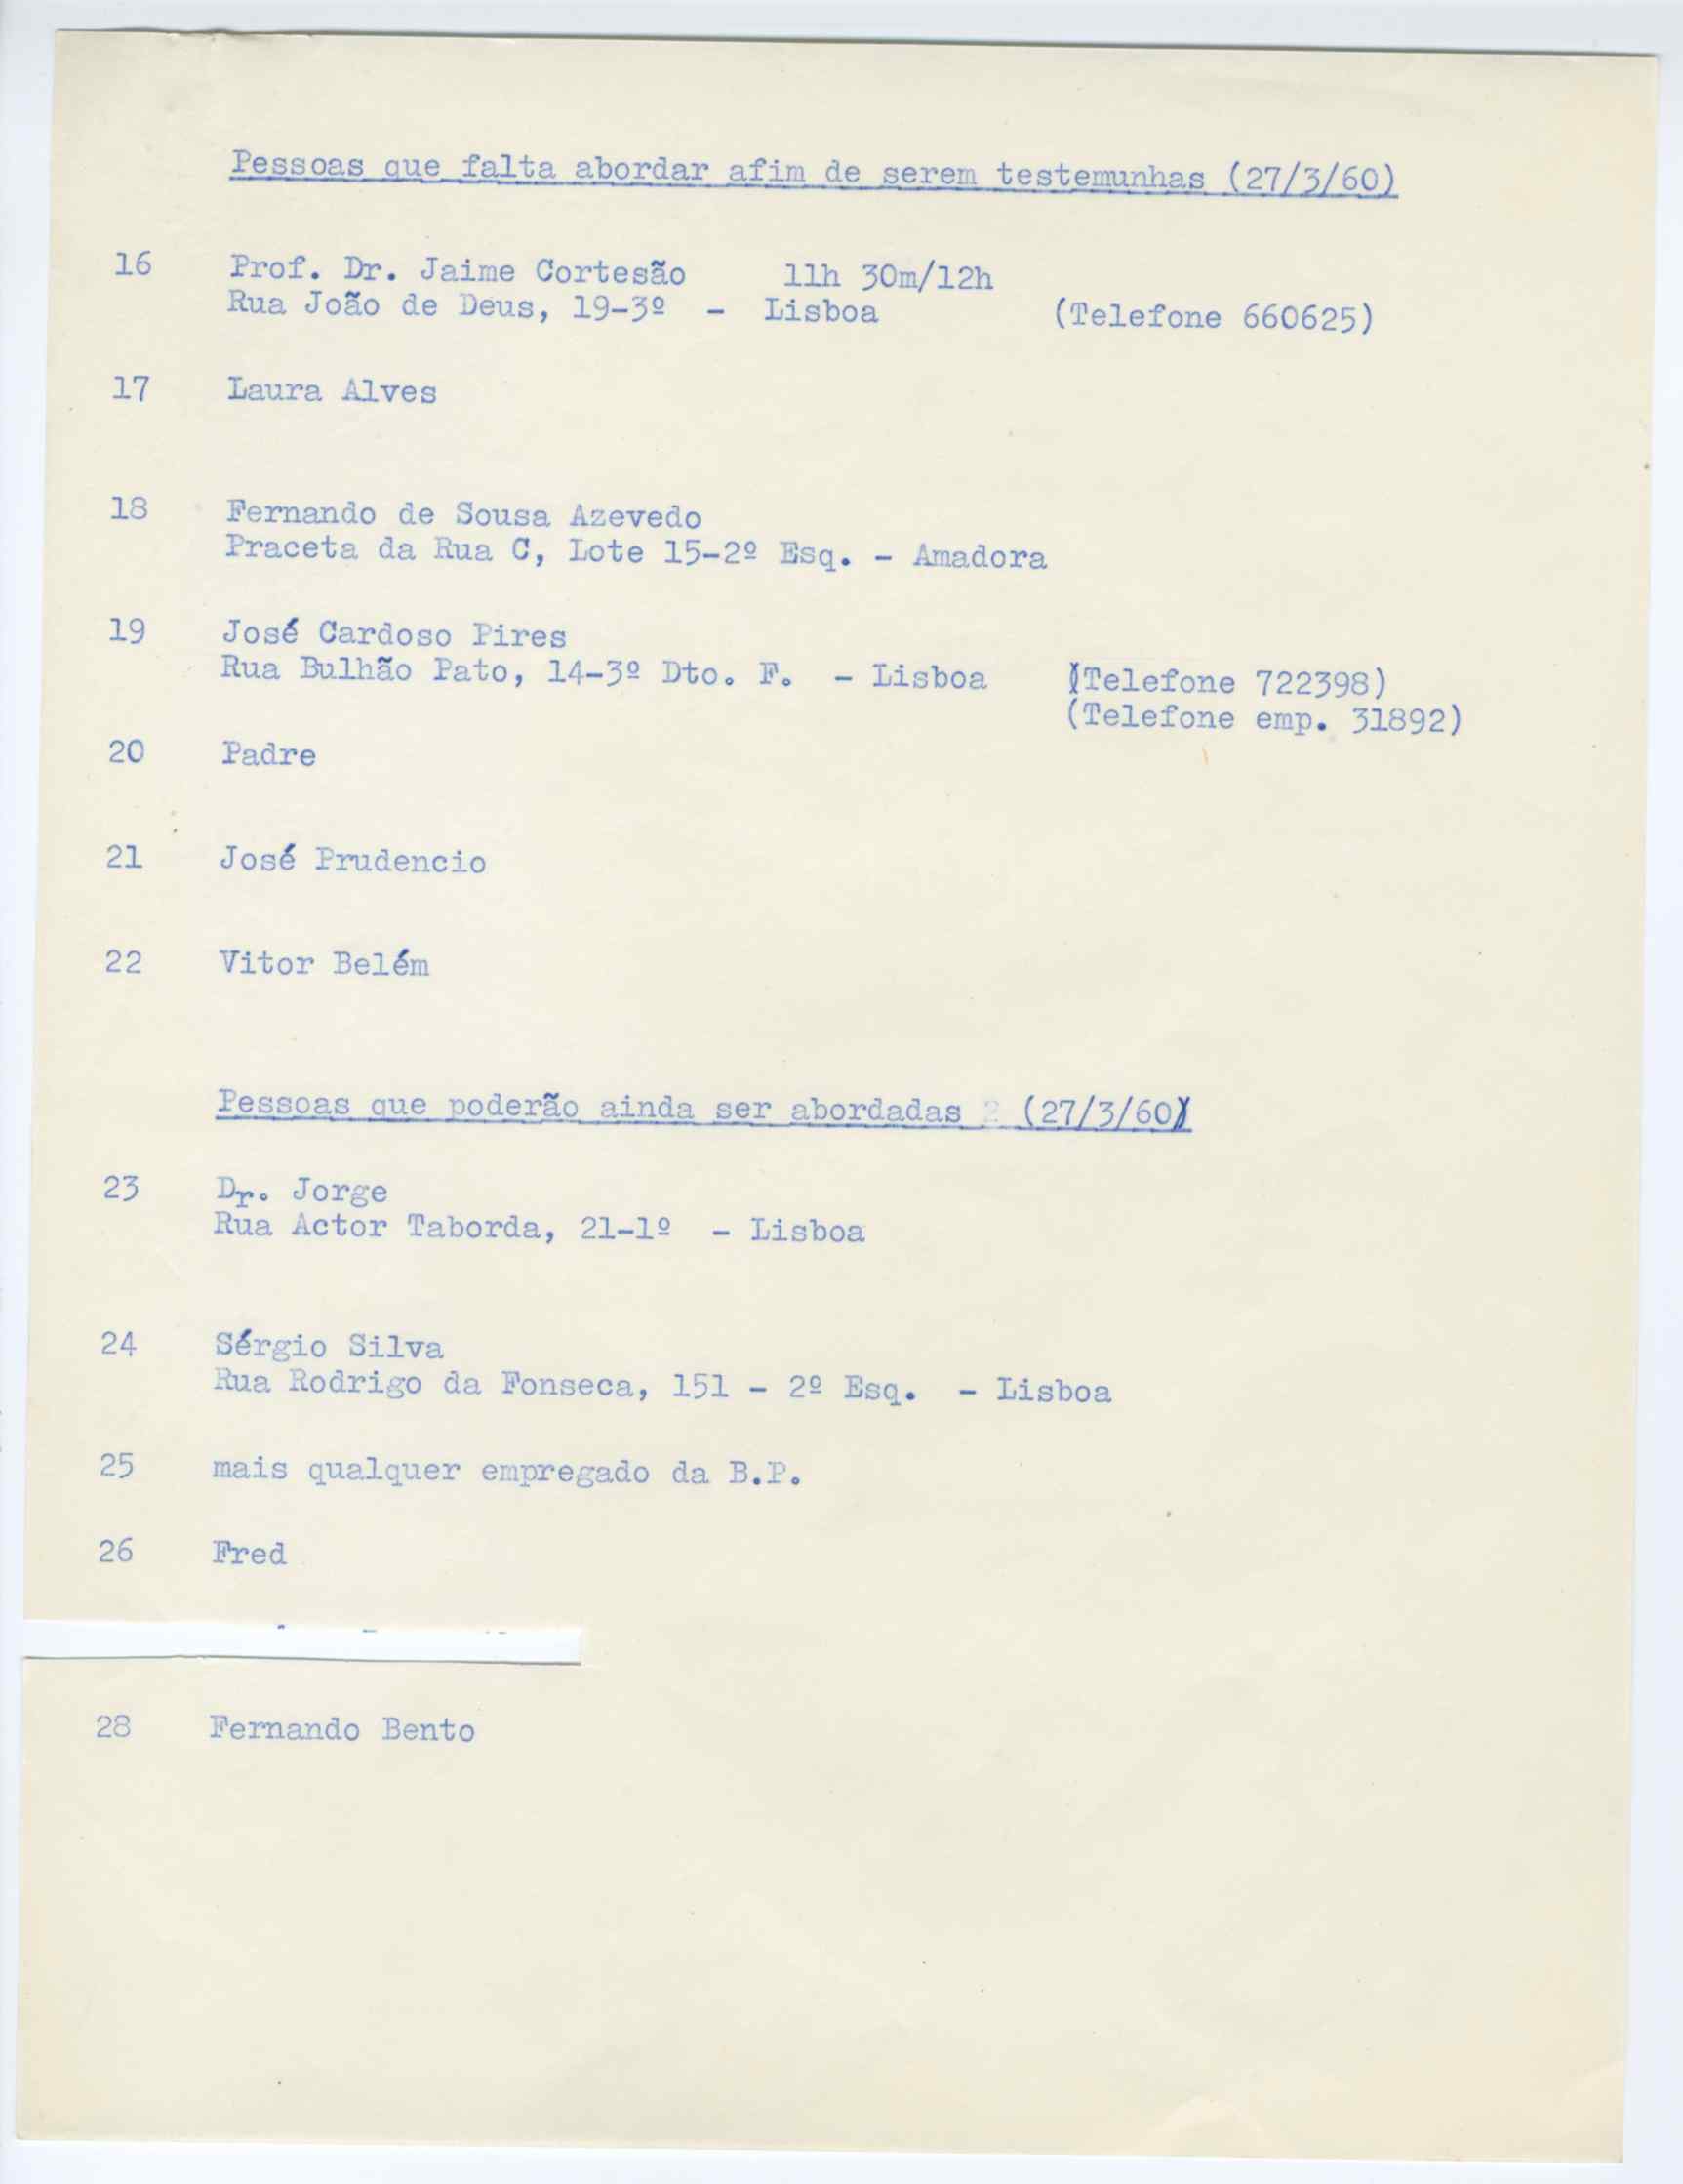 Pessoas que falta abordar afim de serem testemunhas (27/3/60)
16 Prof. Dr. Jaime Cortesão 11h 30m/12h
Rua João de Deus, 19-3º - Lisboa (Telefone 660625)
17 Laura Alves
18 Fernando de Sousa Azevedo
Praceta da Rua C, Lote 15-2º Esq. - Amadora
19 José Cardoso Pires
Rua Bulhão Pato, 14-3º Dto. F. - Lisboa (Telefone 722398)
(Telefone emp. 31892)
20 Padre
21 José Prudencio
22 Vitor Belém
Pessoas que poderão ainda ser abordadas (27/3/60)
23 Dr. Jorge
Rua Actor Taborda, 21-1º - Lisboa
24 Sérgio Silva
Rua Rodrigo da Fonseca, 151 - 2º Esq. - Lisboa
25 mais qualquer empregado da B.P.
26 Fred
28 Fernando Bento